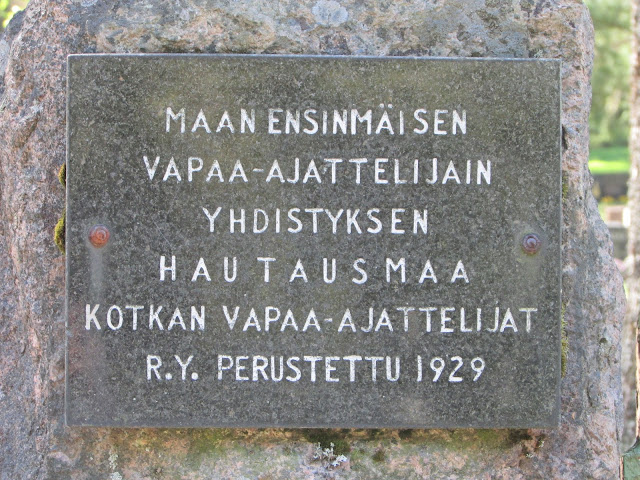 MAAN ENSINMÄISEN
VAPAA-AJATTELIJAIN
YHDISTYKSEN
HAUTAUSMAA
KOTKAN VAPAA-AJATTELIJAT
R.Y. PERUSTETTU 1929